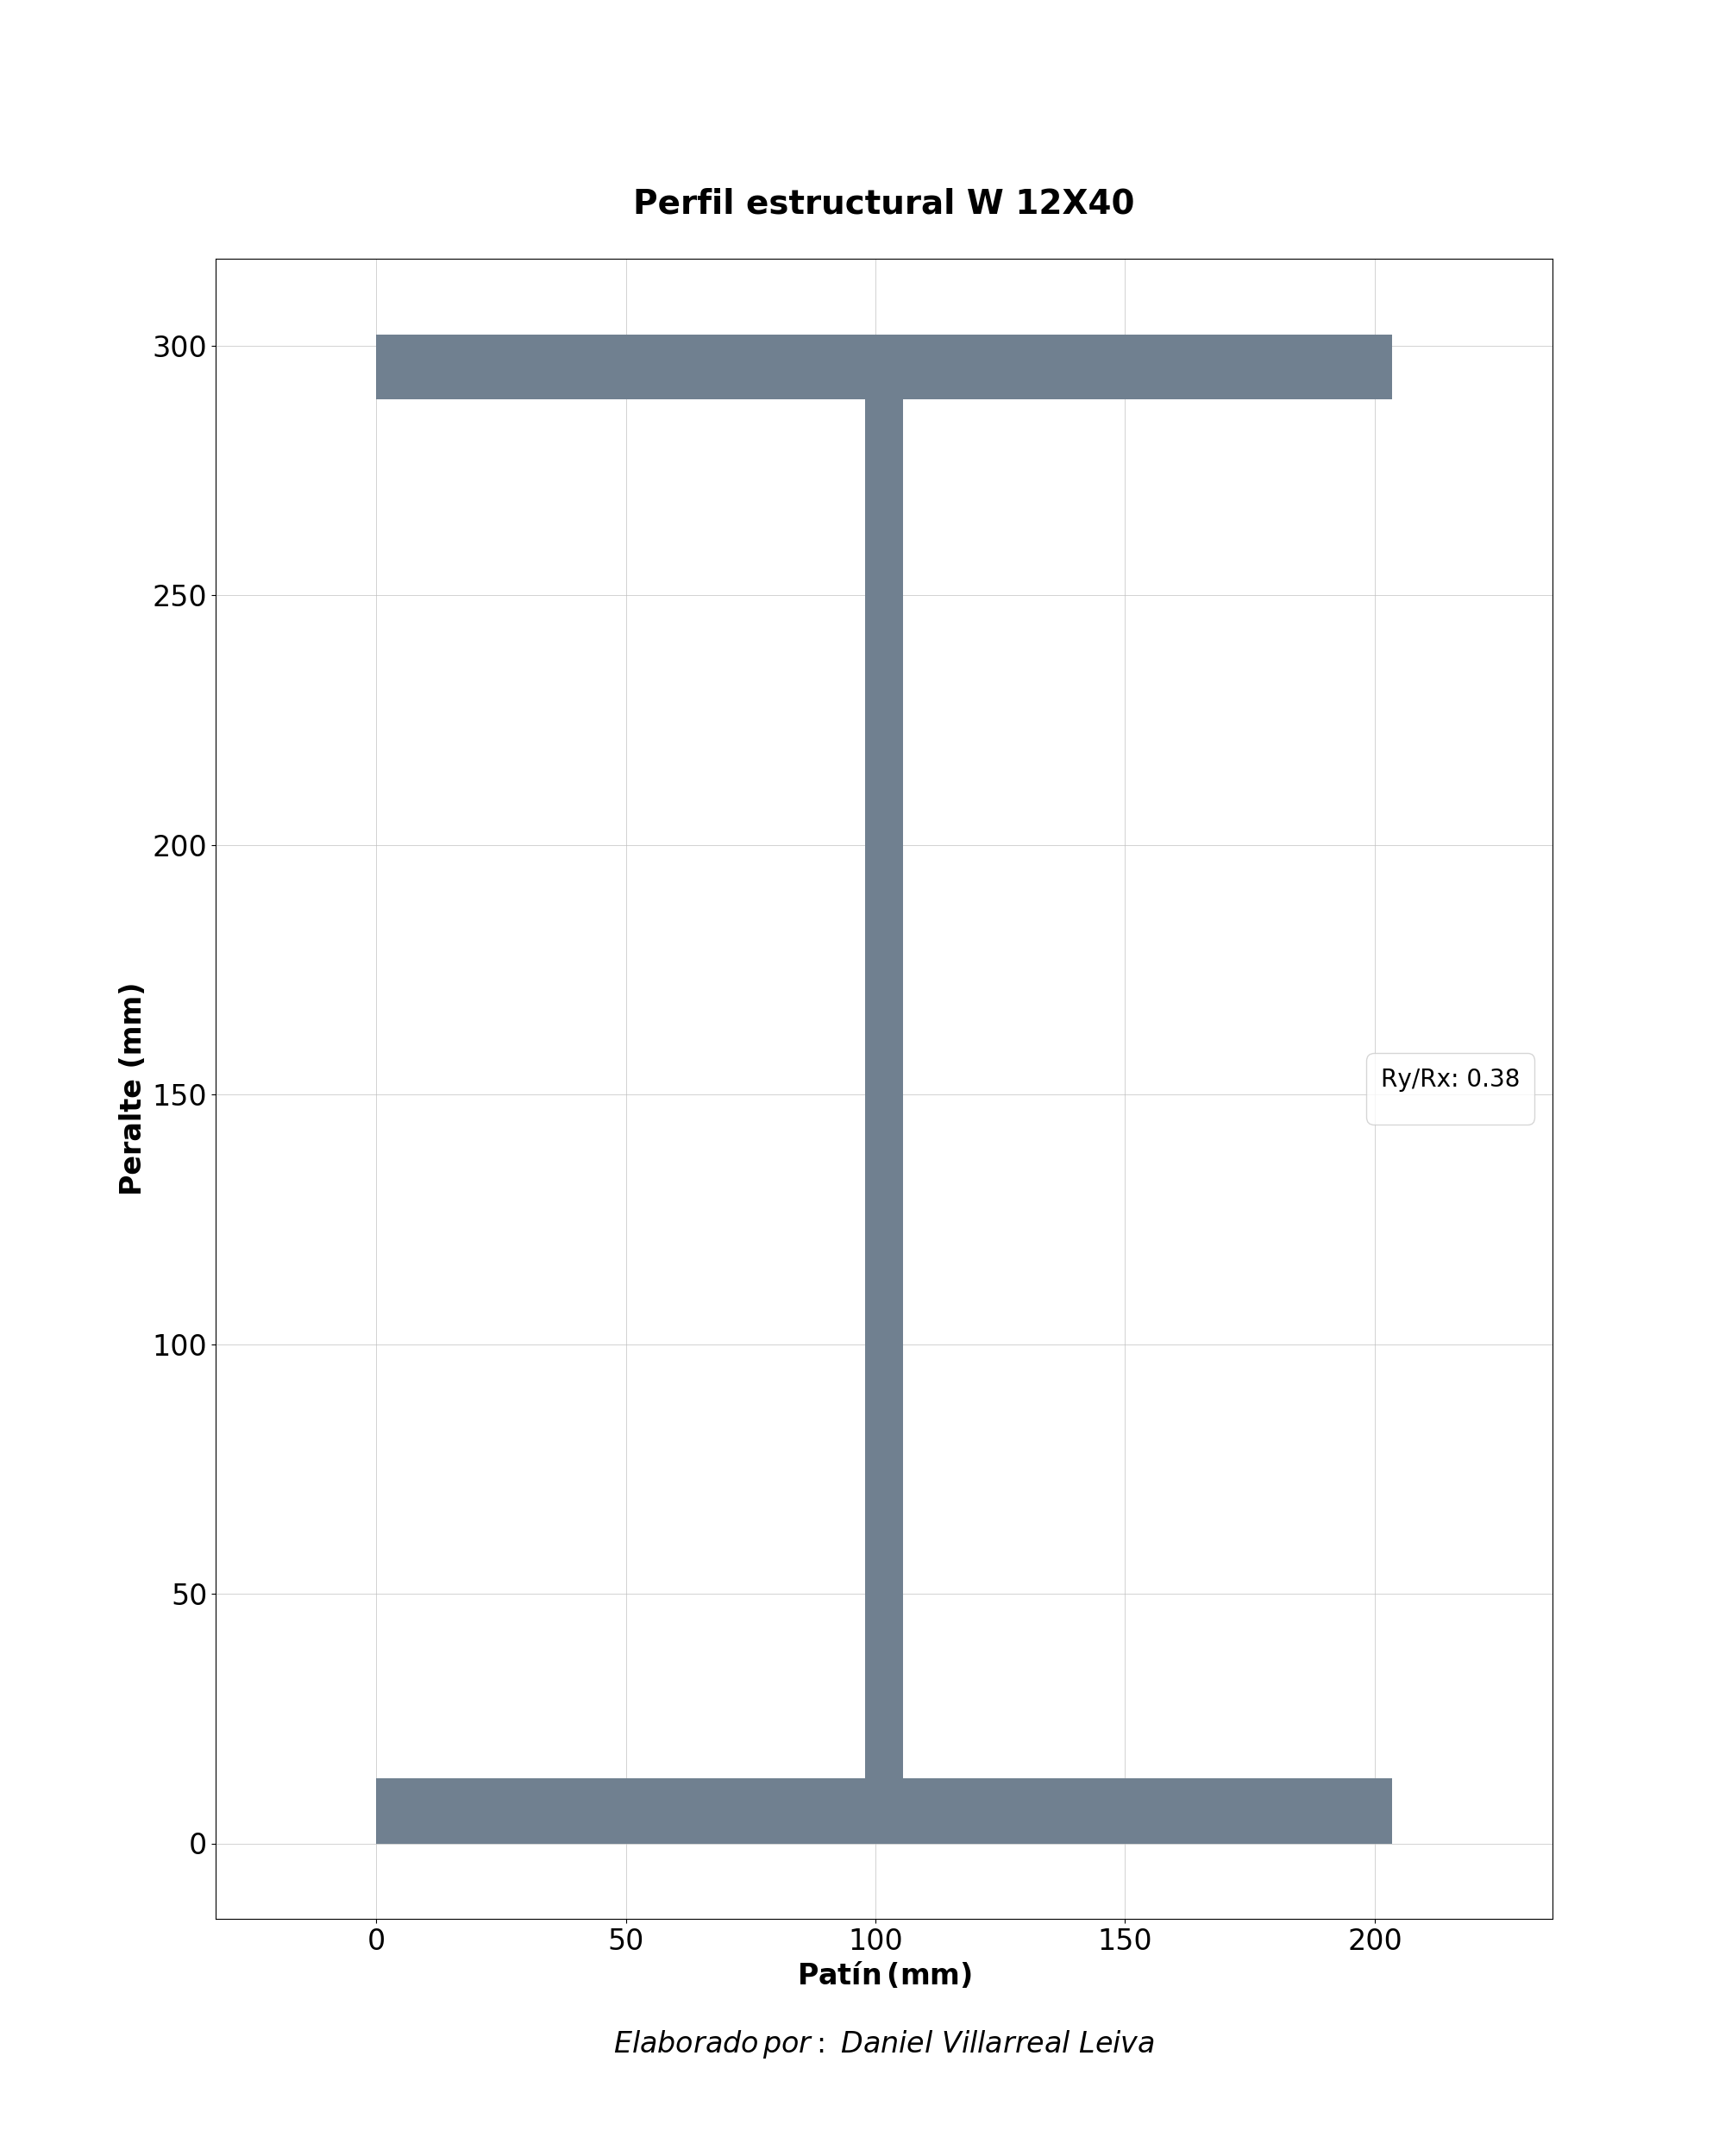 Perfil estructural W 12X40
300
250
200
150
100
50
0
Peralte (mm)
Ry/Rx: 0.38
0 50 100 150 200
Patín (mm)
Elaborado por: Daniel Villarreal Leiva